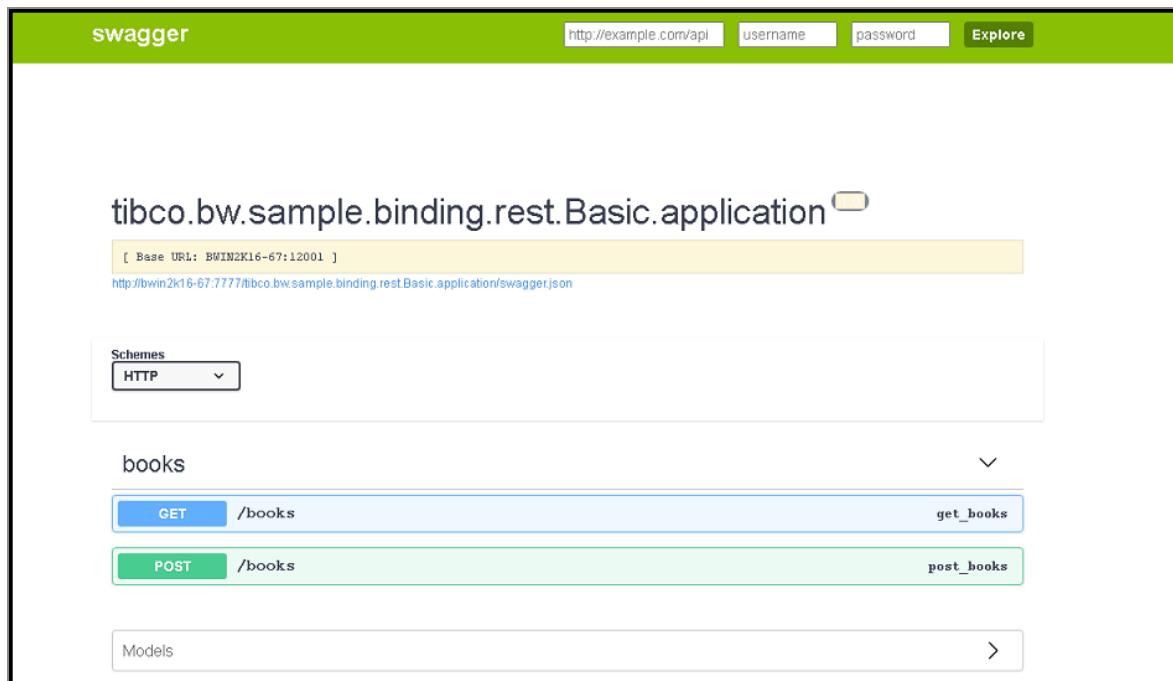 swagger
http://example.com/api username password Explore
tibco.bw.sample.binding.rest.Basic.application
[ Base URL: BWIN2K16-67:12001 ]
http://bwin2k16-67:7777/tibco.bw.sample.binding.rest.Basic.application/swagger.json
Schemes
HTTP
books
GET /books get_books
POST /books post_books
Models